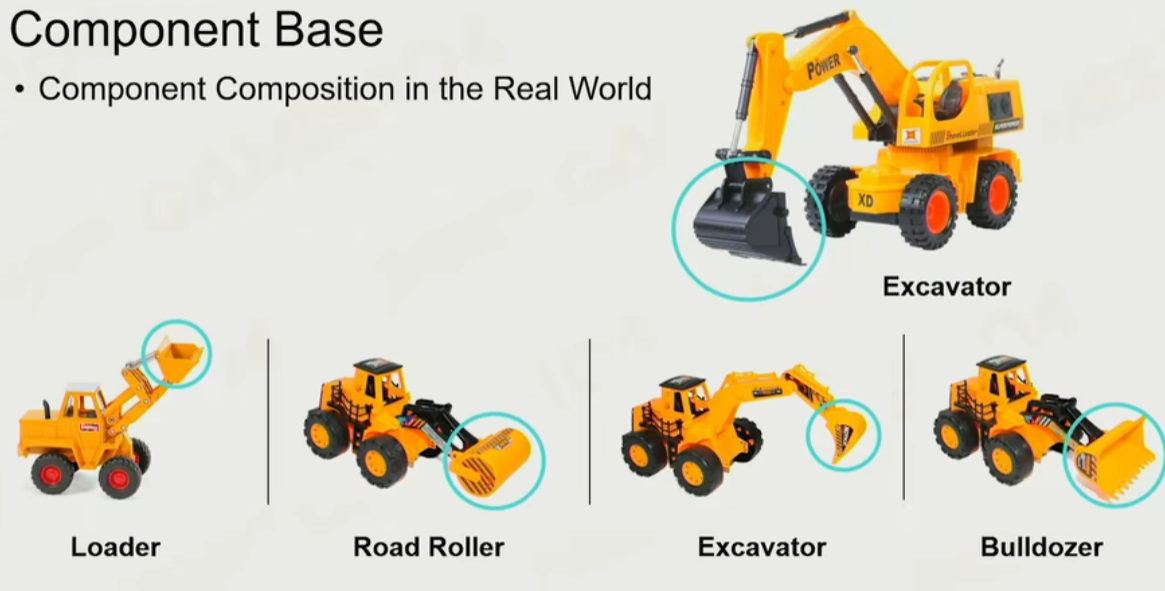 Component Base
• Component Composition in the Real World
POWER
XD
Excavator
Loader
Road Roller
Excavator
Bulldozer